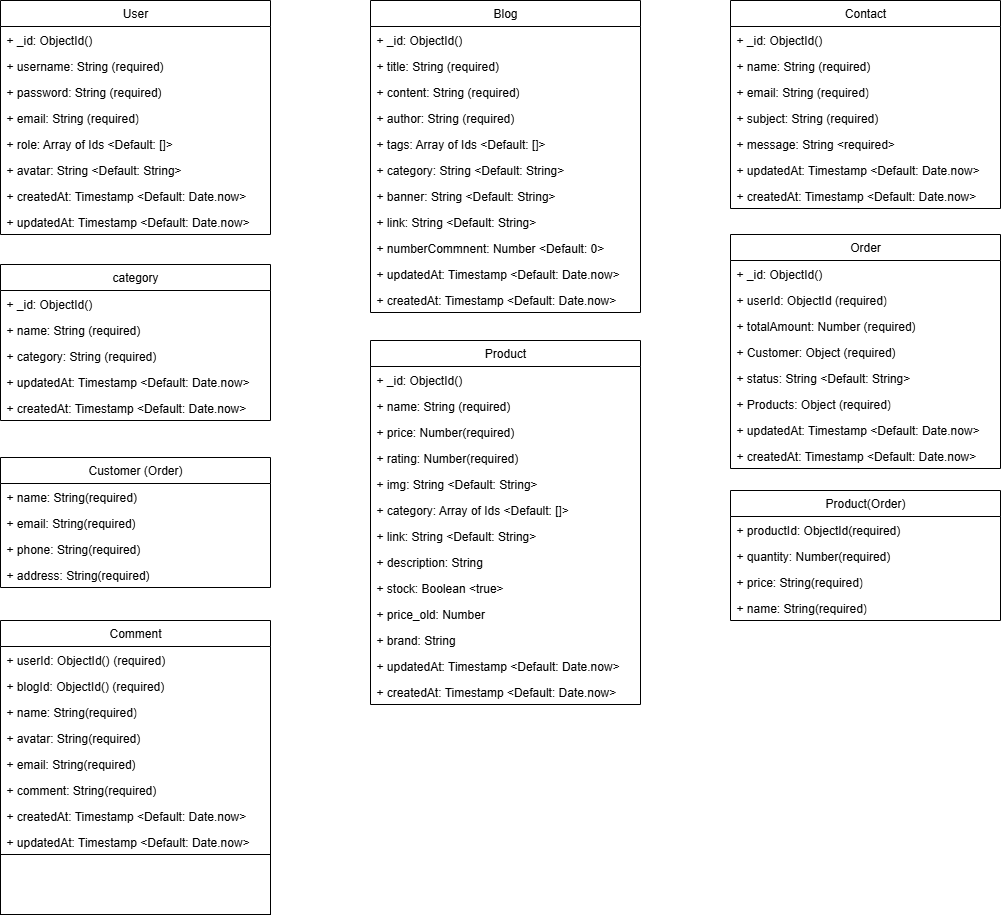 User
+ _id: ObjectId()
+ username: String (required)
+ password: String (required)
+ email: String (required)
+ role: Array of Ids <Default: []>
+ avatar: String <Default: String>
+ createdAt: Timestamp <Default: Date.now>
+ updatedAt: Timestamp <Default: Date.now>
category
+ _id: ObjectId()
+ name: String (required)
+ category: String (required)
+ updatedAt: Timestamp <Default: Date.now>
+ createdAt: Timestamp <Default: Date.now>
Customer (Order)
+ name: String(required)
+ email: String(required)
+ phone: String(required)
+ address: String(required)
Comment
+ userId: ObjectId() (required)
+ blogId: ObjectId() (required)
+ name: String(required)
+ avatar: String(required)
+ email: String(required)
+ comment: String(required)
+ createdAt: Timestamp <Default: Date.now>
+ updatedAt: Timestamp <Default: Date.now>
Blog
+ _id: ObjectId()
+ title: String (required)
+ content: String (required)
+ author: String (required)
+ tags: Array of Ids <Default: []>
+ category: String <Default: String>
+ banner: String <Default: String>
+ link: String <Default: String>
+ numberCommnent: Number <Default: 0>
+ updatedAt: Timestamp <Default: Date.now>
+ createdAt: Timestamp <Default: Date.now>
Product
+ _id: ObjectId()
+ name: String (required)
+ price: Number(required)
+ rating: Number(required)
+ img: String <Default: String>
+ category: Array of Ids <Default: []>
+ link: String <Default: String>
+ description: String
+ stock: Boolean <true>
+ price_old: Number
+ brand: String
+ updatedAt: Timestamp <Default: Date.now>
+ createdAt: Timestamp <Default: Date.now>
Contact
+ _id: ObjectId()
+ name: String (required)
+ email: String (required)
+ subject: String (required)
+ message: String <required>
+ updatedAt: Timestamp <Default: Date.now>
+ createdAt: Timestamp <Default: Date.now>
Order
+ _id: ObjectId()
+ userId: ObjectId (required)
+ totalAmount: Number (required)
+ Customer: Object (required)
+ status: String <Default: String>
+ Products: Object (required)
+ updatedAt: Timestamp <Default: Date.now>
+ createdAt: Timestamp <Default: Date.now>
Product(Order)
+ productId: ObjectId(required)
+ quantity: Number(required)
+ price: String(required)
+ name: String(required)